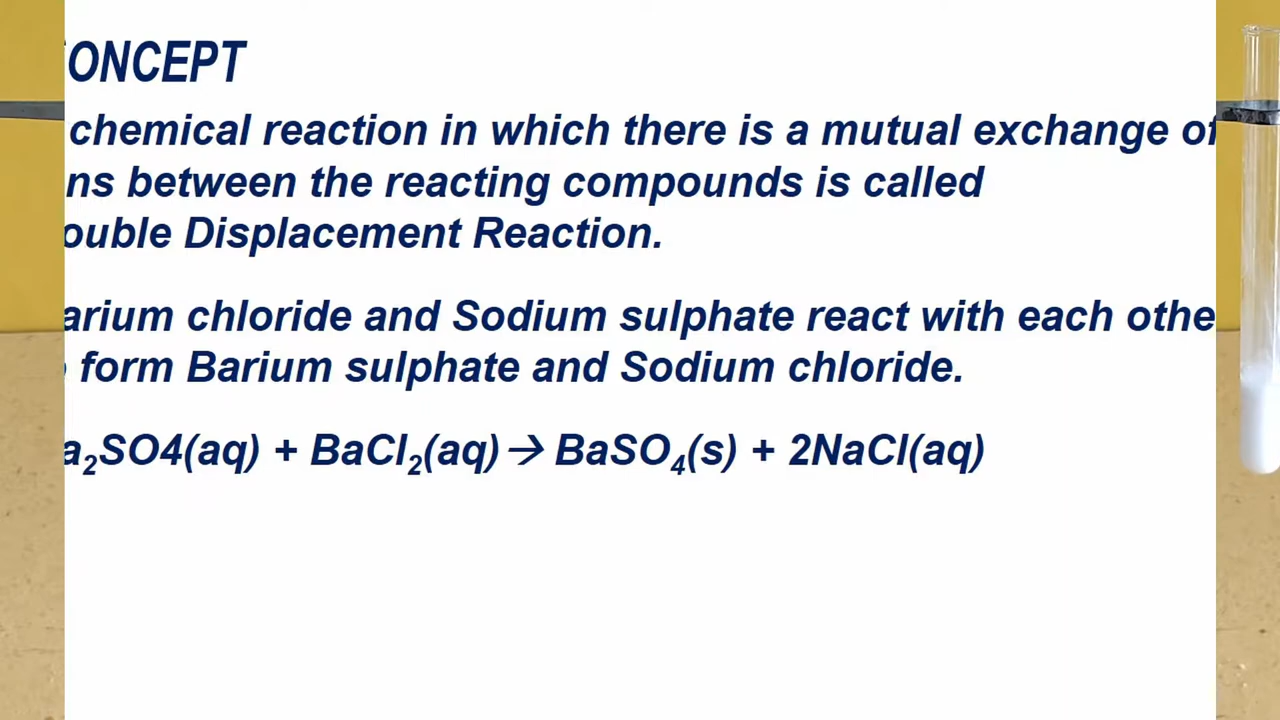 ONCEPT
chemical reaction in which there is a mutual exchange of
ns between the reacting compounds is called
ouble Displacement Reaction.
arium chloride and Sodium sulphate react with each othe
form Barium sulphate and Sodium chloride.
a₂SO4(aq) + BaCl₂(aq)→ BaSO₄(s) + 2NaCl(aq)